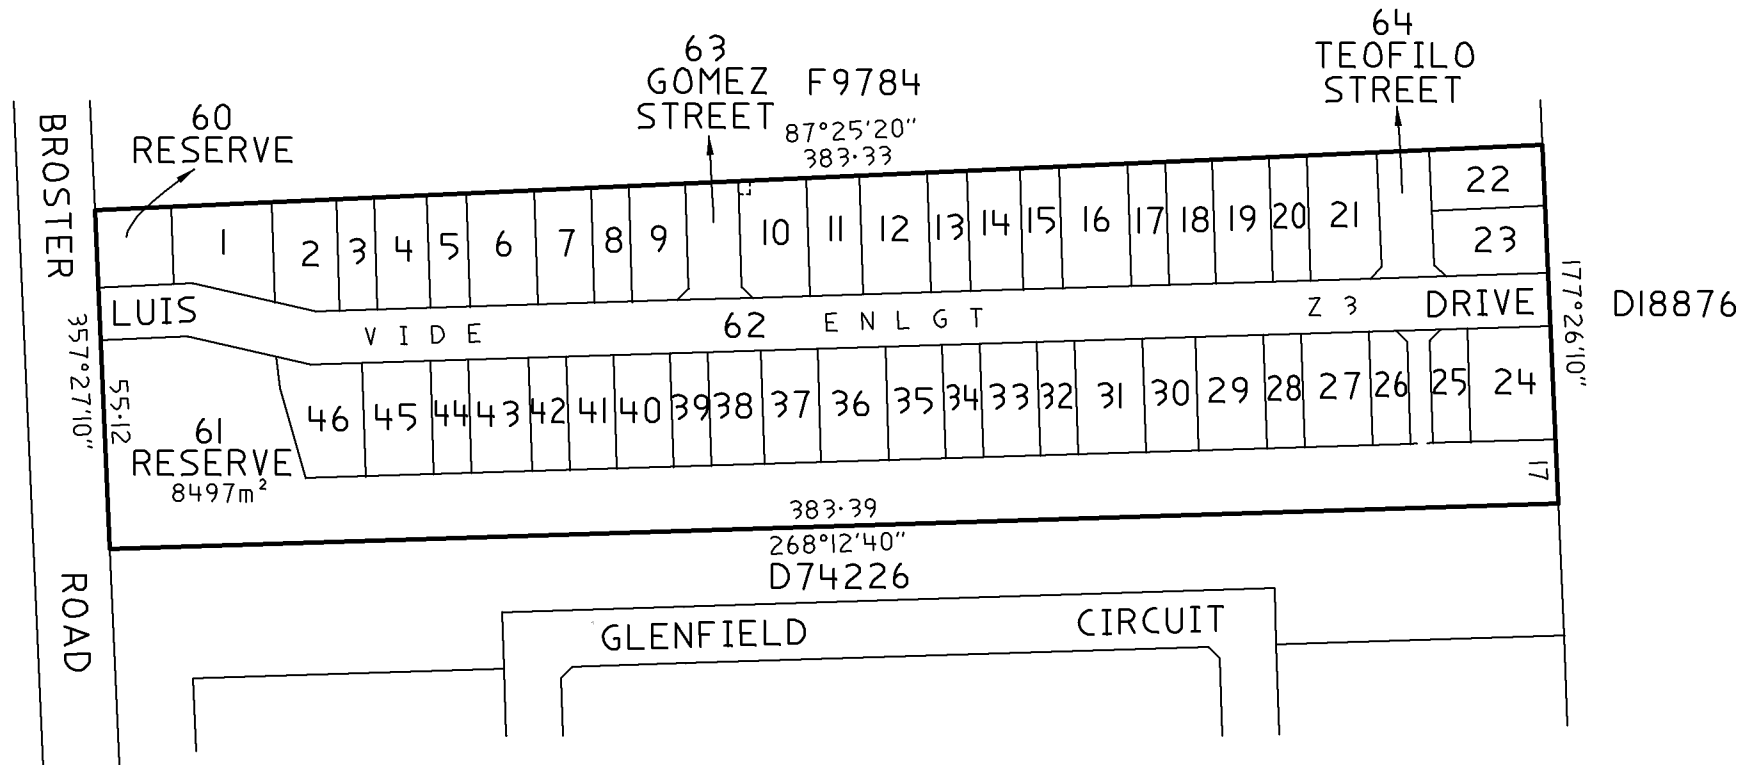 64
TEOFILO
STREET
63
GOMEZ
STREET
F9784
87°25'20"
383·33
60
RESERVE
BROSTER
ROAD
357°27'10"
55·12
1 2 3 4 5 6 7 8 9 10 11 12 13 14 15 16 17 18 19 20 21 22
23
LUIS DRIVE
VIDE 62 ENLGT Z3
177°26'10"
D18876
46 45 44 43 42 41 40 39 38 37 36 35 34 33 32 31 30 29 28 27 26 25 24
61
RESERVE
8497m²
17
383·39
268°12'40"
D74226
GLENFIELD CIRCUIT